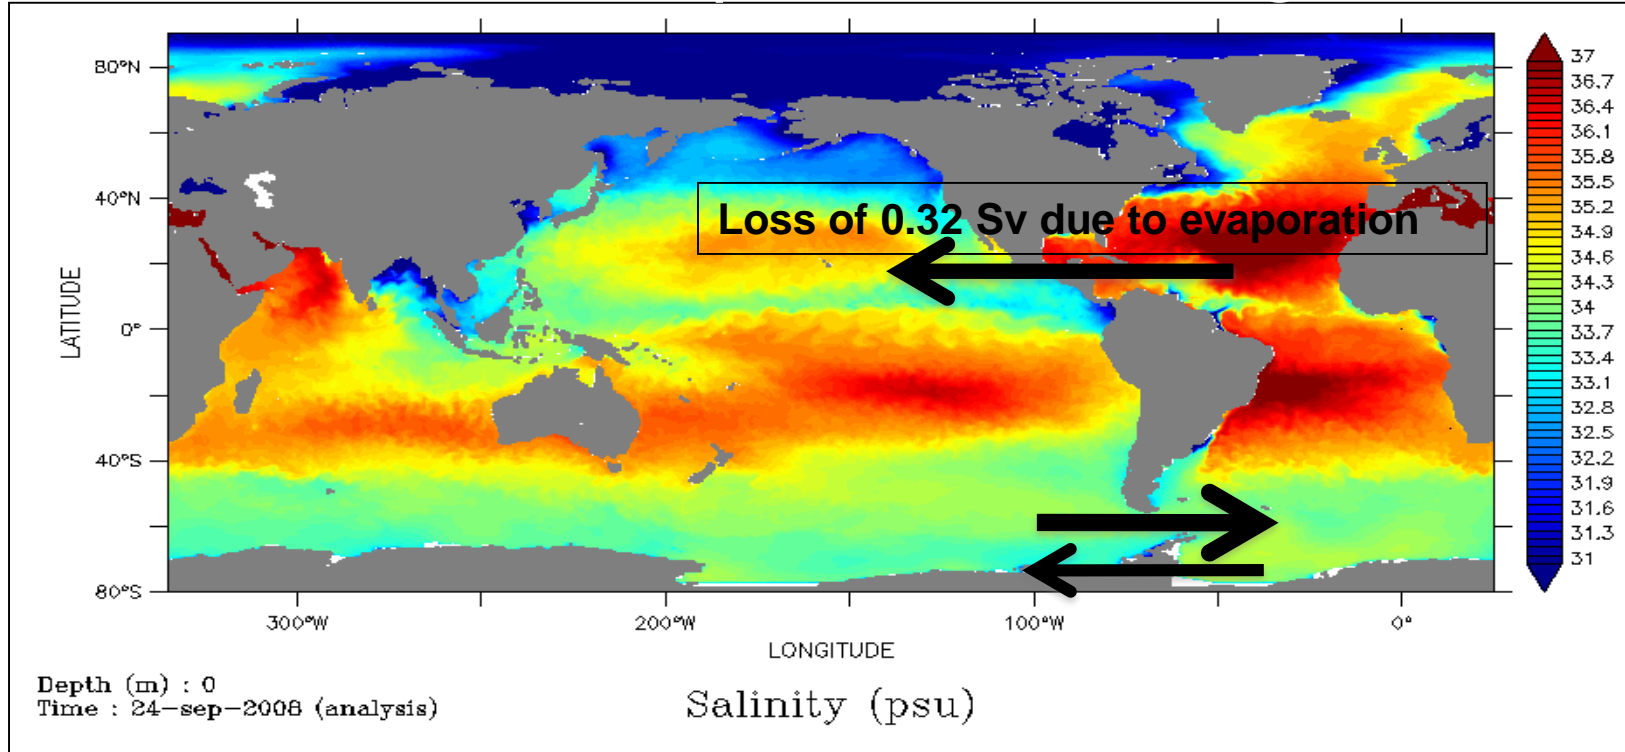 80°N
40°N
0°
40°S
80°S
LATITUDE
300°W
200°W
100°W
0°
LONGITUDE
Loss of 0.32 Sv due to evaporation
37
36.7
36.4
36.1
35.8
35.5
35.2
34.9
34.6
34.3
34
33.7
33.4
33.1
32.8
32.5
32.2
31.9
31.6
31.3
31
Depth (m) : 0
Time : 24-sep-2008 (analysis)
Salinity (psu)